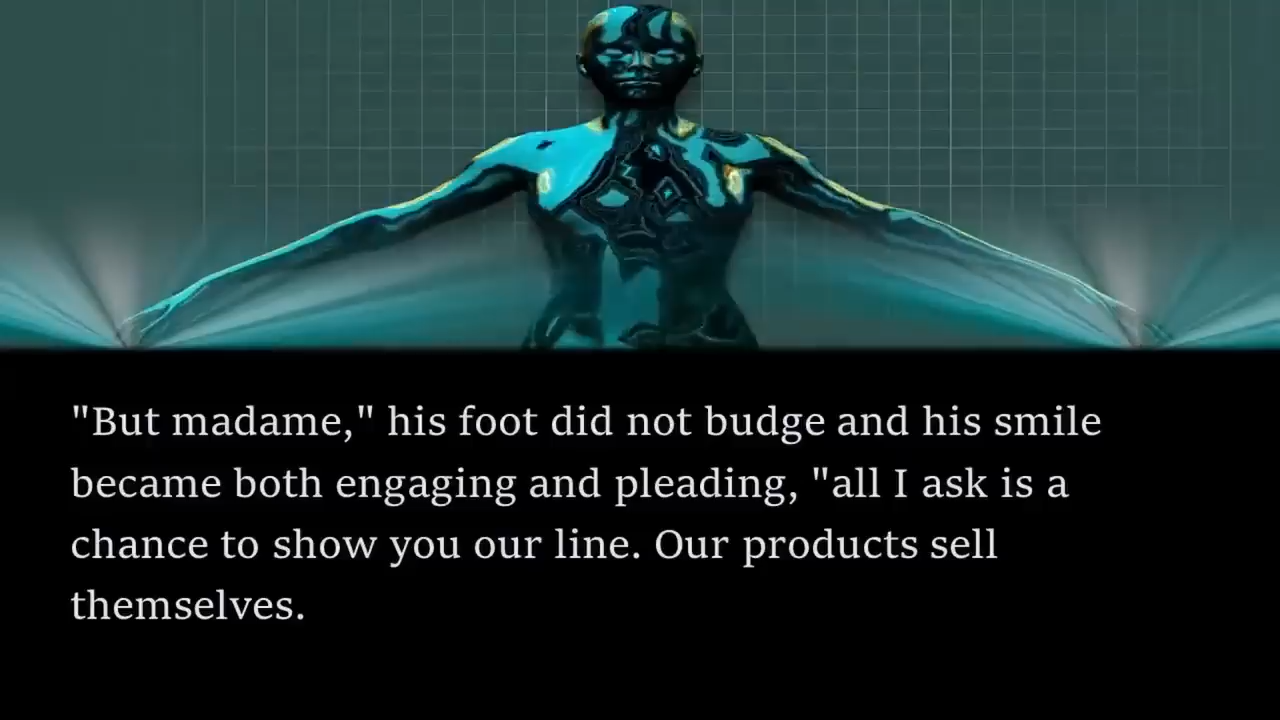 "But madame," his foot did not budge and his smile
became both engaging and pleading, "all I ask is a
chance to show you our line. Our products sell
themselves.